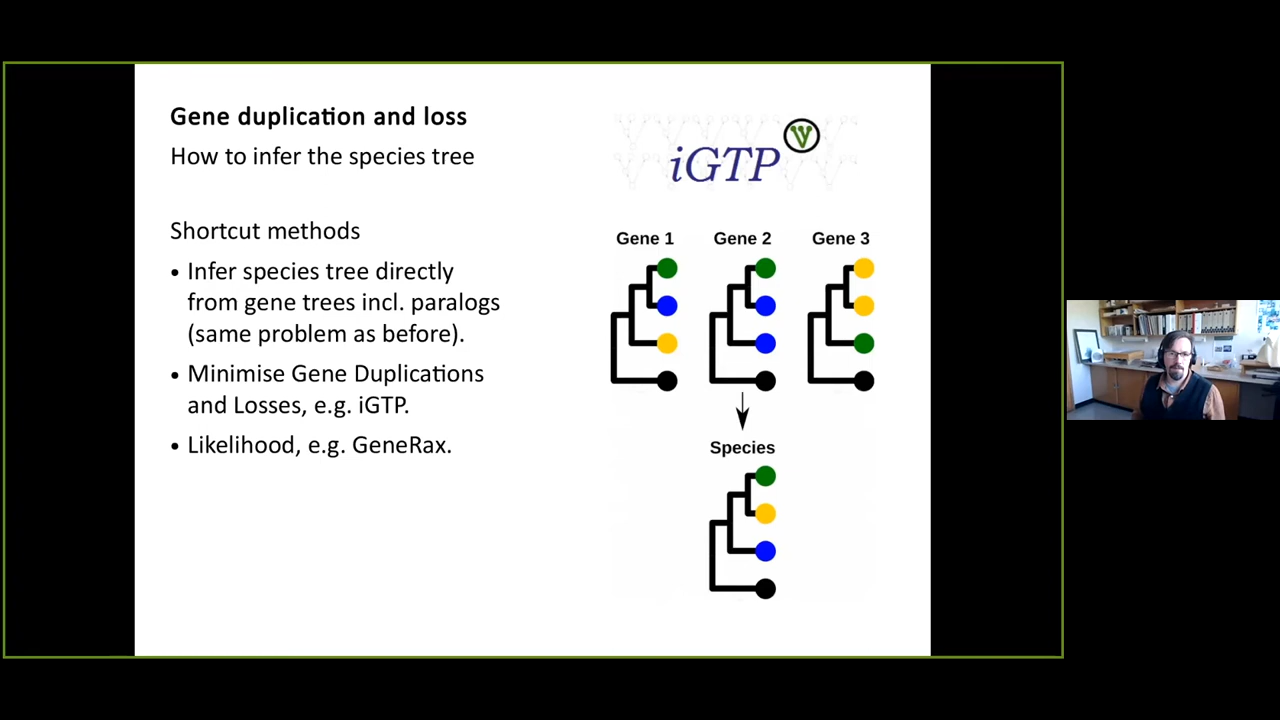 Gene duplication and loss
How to infer the species tree
iGTP
Shortcut methods
• Infer species tree directly
from gene trees incl. paralogs
(same problem as before).
• Minimise Gene Duplications
and Losses, e.g. iGTP.
• Likelihood, e.g. GeneRax.
Gene 1 Gene 2 Gene 3
Species